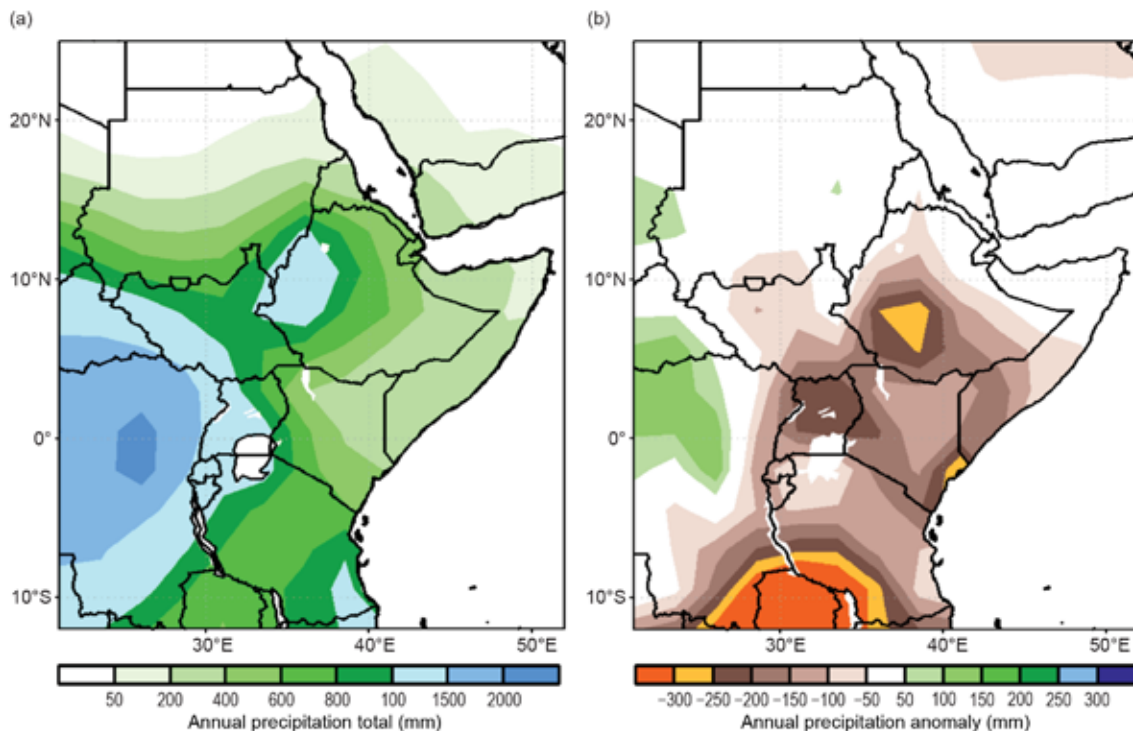 (a)
(b)
20°N
10°N
0°
10°S
30°E
40°E
50°E
20°N
10°N
0°
10°S
30°E
40°E
50°E
50 200 400 600 800 100 1500 2000
Annual precipitation total (mm)
−300 −250 −200 −150 −100 −50 50 100 150 200 250 300
Annual precipitation anomaly (mm)